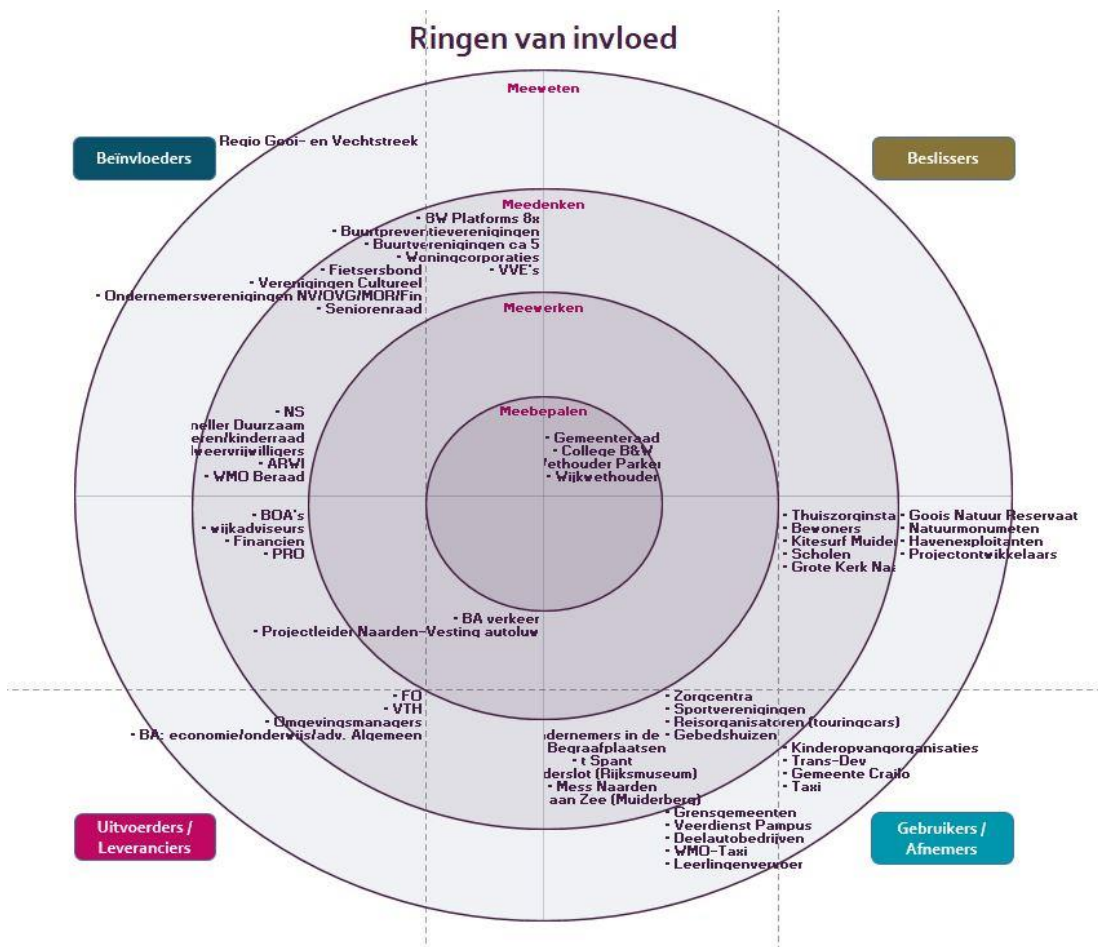 Ringen van invloed
Meeweten
Beïnvloeders
Regio Gooi- en Vechtstreek
Beslissers
Meedenken
- BW Platforms 8x
- Buurtpreventieverenigingen
- Buurtverenigingen ca 5
- Woningcorporaties
- VVE's
- Fietsersbond
- Verenigingen Cultureel
- Ondernemersverenigingen NV/OVG/MOR/Fin
- Seniorenraad
Meewerken
- NS
neller Duurzaam
eren/kinderraad
lweervrijwilligers
- ARWI
- WMO Beraad
Meebepalen
- Gemeenteraad
- College B&W
Wethouder Parker
- Wijkwethouder
- BOA's
- wijkadviseurs
- Financien
- PRO
- Thuiszorginsta
- Bewoners
- Kitesurf Muider
- Scholen
- Grote Kerk Naa
- Goois Natuur Reservaat
- Natuurmonumeten
- Havenexploitanten
- Projectontwikkelaars
- BA verkeer
- Projectleider Naarden-Vesting autoluw
- FO
- VTH
- Omgevingsmanagers
- BA: economie/onderwijs/adv. Algemeen
ndernemers in de
Begraafplaatsen
- t Spant
derslot (Rijksmuseum)
- Mess Naarden
aan Zee (Muiderberg)
- Zorgcentra
- Sportverenigingen
- Reisorganisatoren (touringcars)
- Gebedshuizen
- Kinderopvangorganisaties
- Trans-Dev
- Gemeente Crailo
- Taxi
- Grensgemeenten
- Veerdienst Pampus
- Deelautobedrijven
- WMO-Taxi
- Leerlingenvervoer
Uitvoerders /
Leveranciers
Gebruikers /
Afnemers